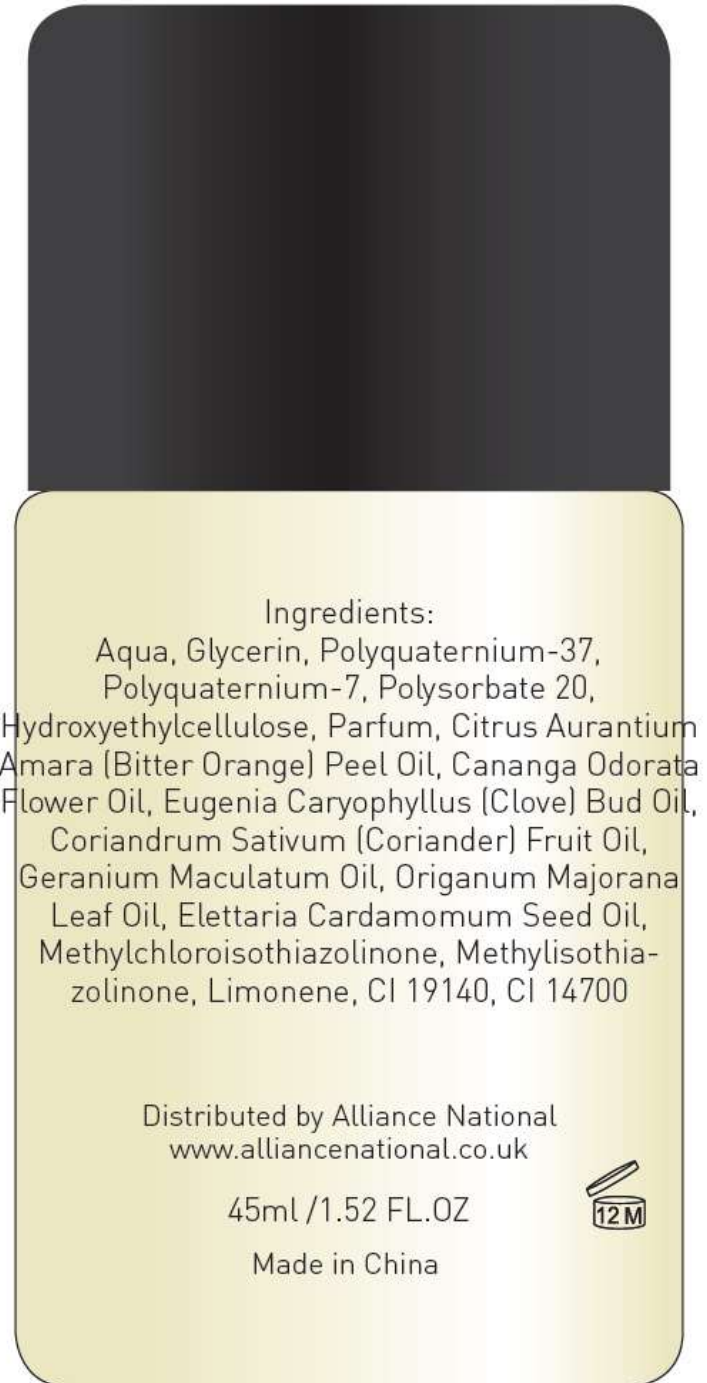 Ingredients:
Aqua, Glycerin, Polyquaternium-37,
Polyquaternium-7, Polysorbate 20,
Hydroxyethylcellulose, Parfum, Citrus Aurantium
Amara (Bitter Orange) Peel Oil, Cananga Odorata
Flower Oil, Eugenia Caryophyllus (Clove) Bud Oil,
Coriandrum Sativum (Coriander) Fruit Oil,
Geranium Maculatum Oil, Origanum Majorana
Leaf Oil, Elettaria Cardamomum Seed Oil,
Methylchloroisothiazolinone, Methylisothia-
zolinone, Limonene, CI 19140, CI 14700
Distributed by Alliance National
www.alliancenational.co.uk
45ml /1.52 FL.OZ
12 M
Made in China